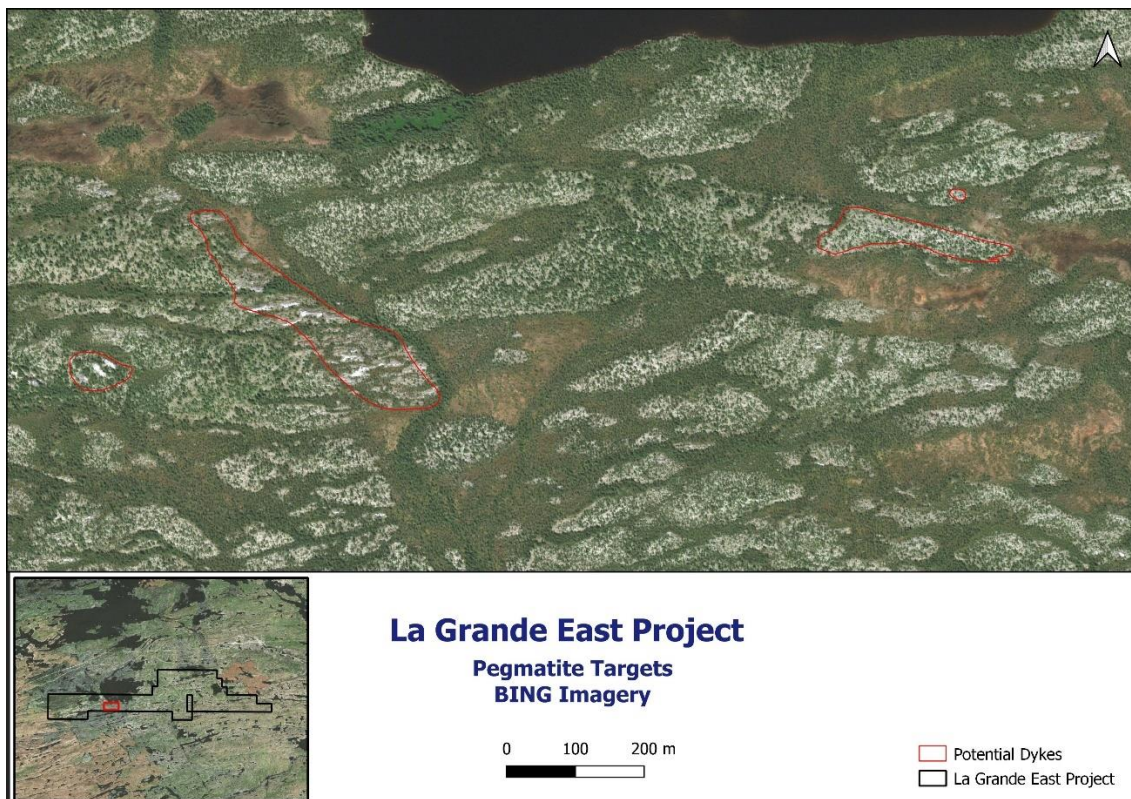 La Grande East Project
Pegmatite Targets
BING Imagery
0 100 200 m
Potential Dykes
La Grande East Project